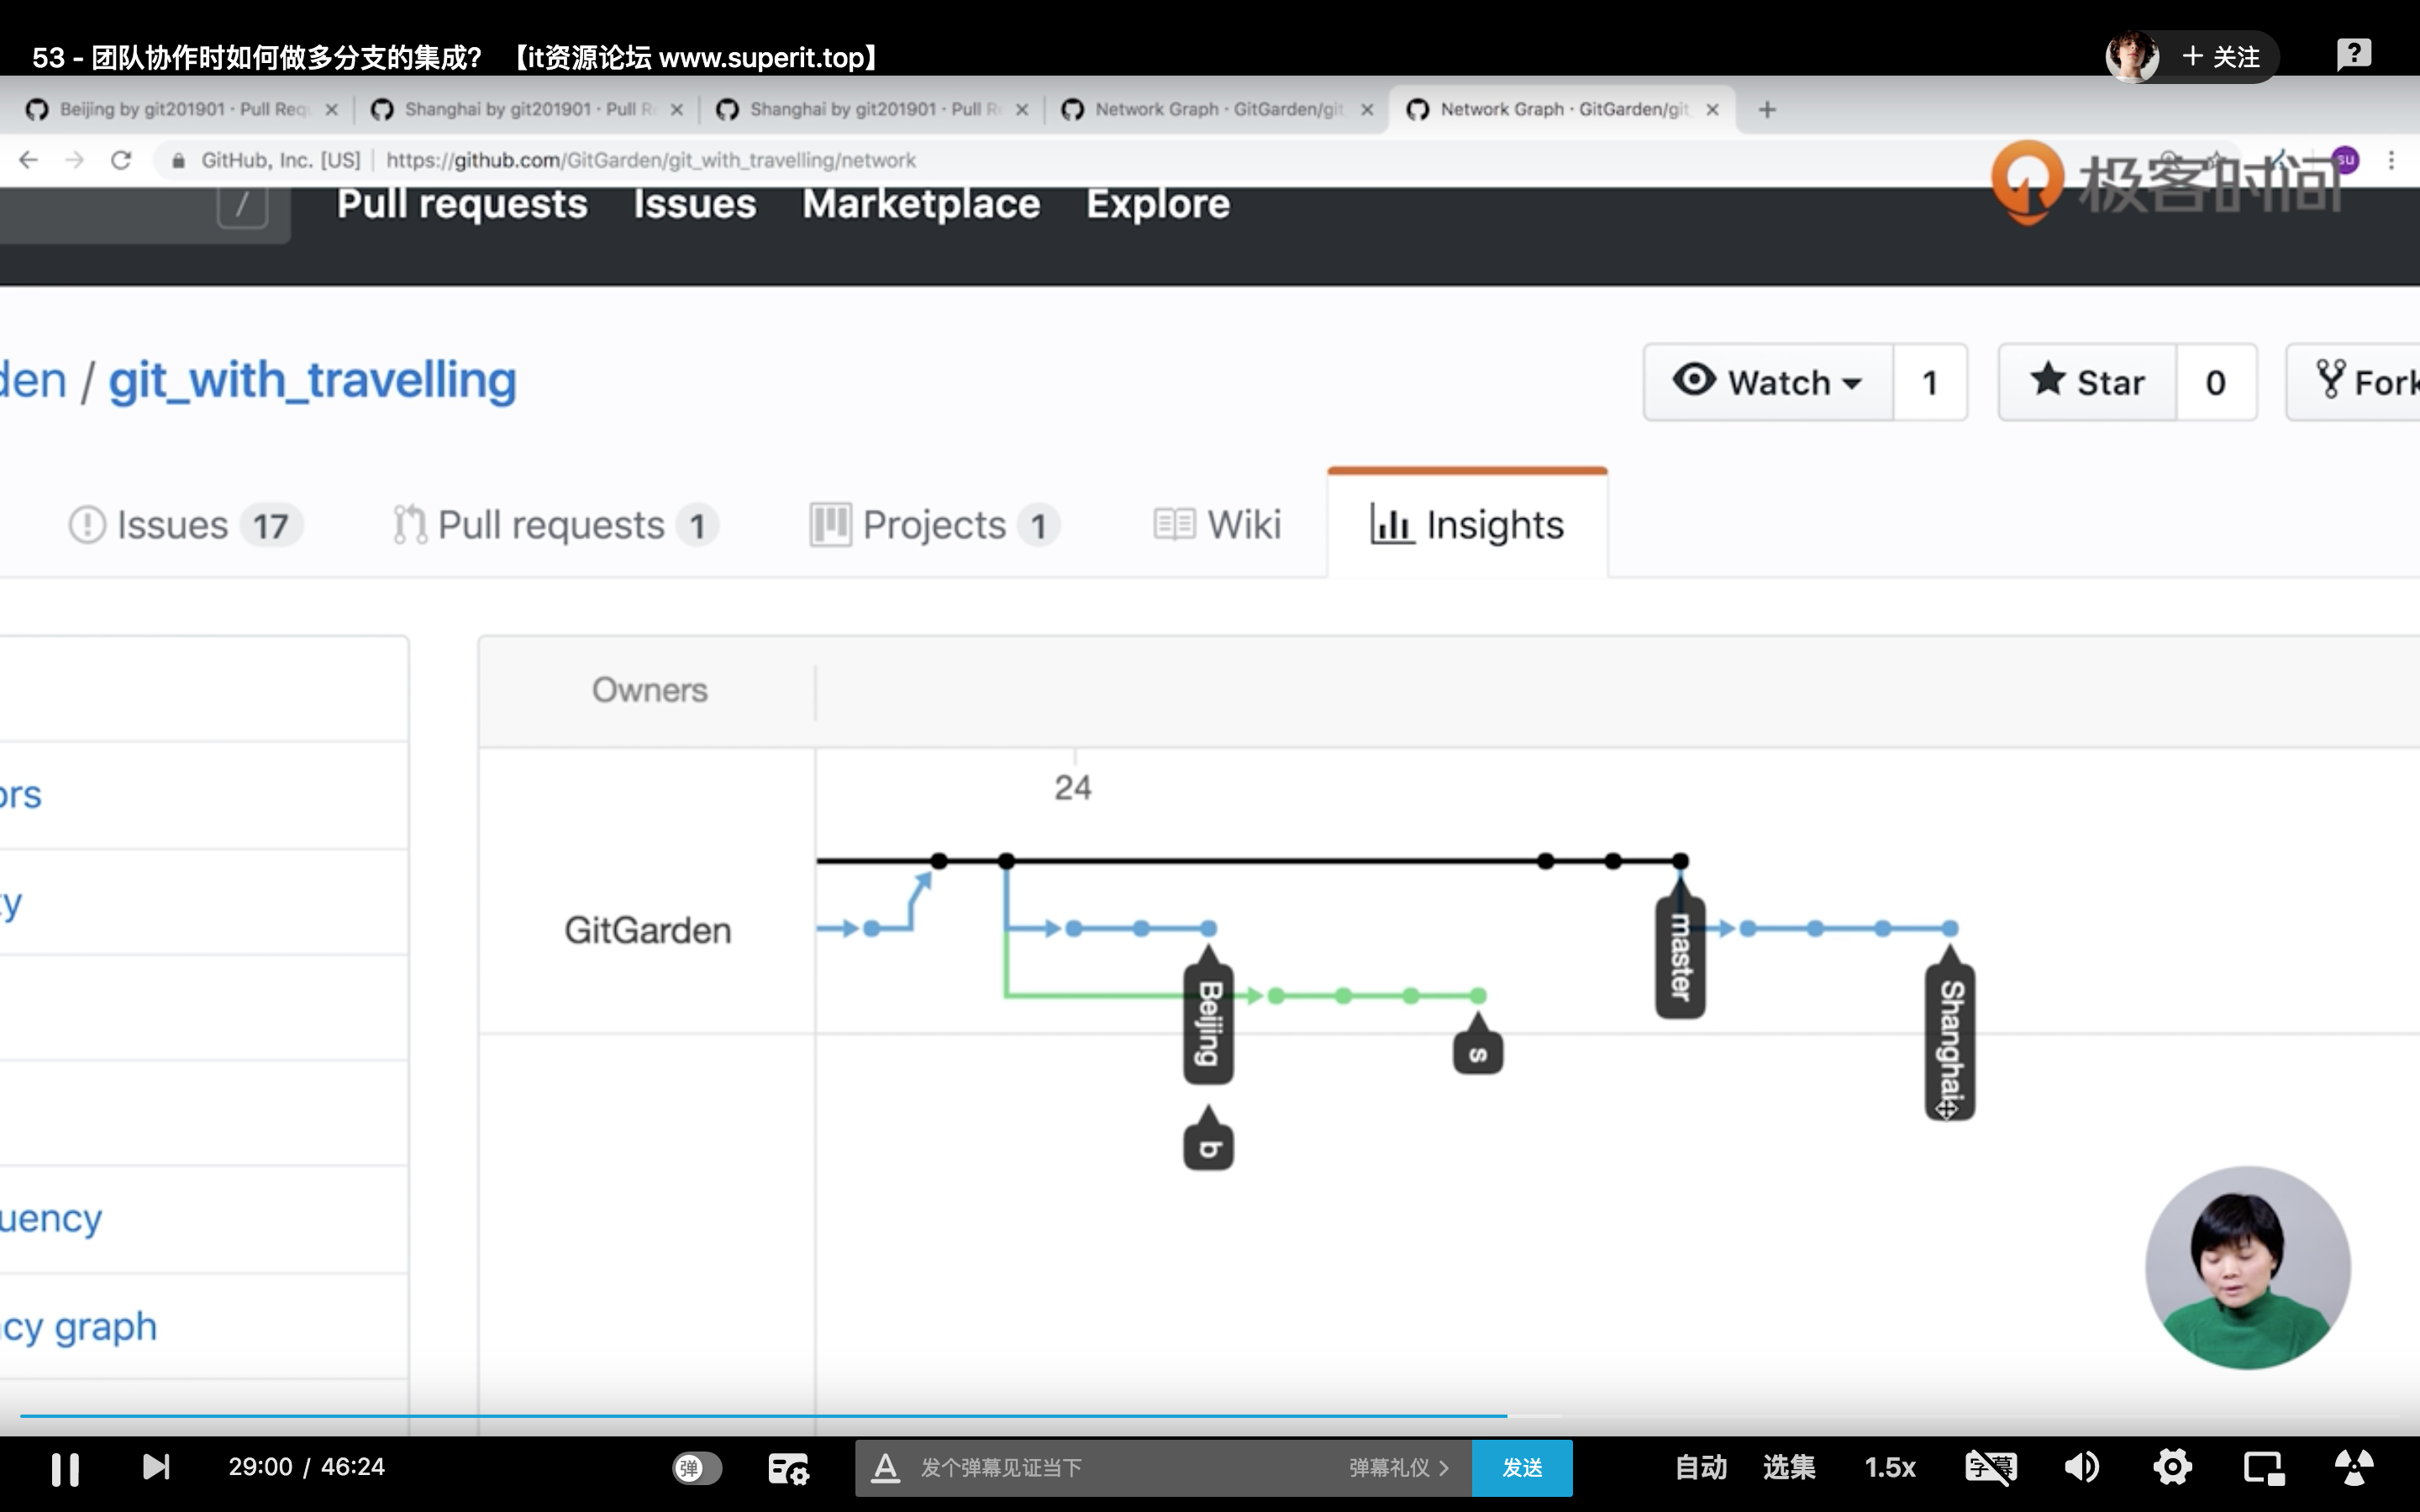 53 - 团队协作时如何做多分支的集成? 【it资源论坛 www.superit.top】
+ 关注
Beijing by git201901 · Pull Requ
Shanghai by git201901 · Pull Re
Shanghai by git201901 · Pull Re
Network Graph · GitGarden/git
Network Graph · GitGarden/git
GitHub, Inc. [US] | https://github.com/GitGarden/git_with_travelling/network
su
极客时间
/
Pull requests
Issues
Marketplace
Explore
den / git_with_travelling
Watch
1
Star
0
Fork
Issues 17
Pull requests 1
Projects 1
Wiki
Insights
Owners
24
ors
GitGarden
ty
master
Beijing
s
Shanghai
b
uency
cy graph
29:00 / 46:24
弹
发个弹幕见证当下
弹幕礼仪 >
发送
自动
选集
1.5x
字幕